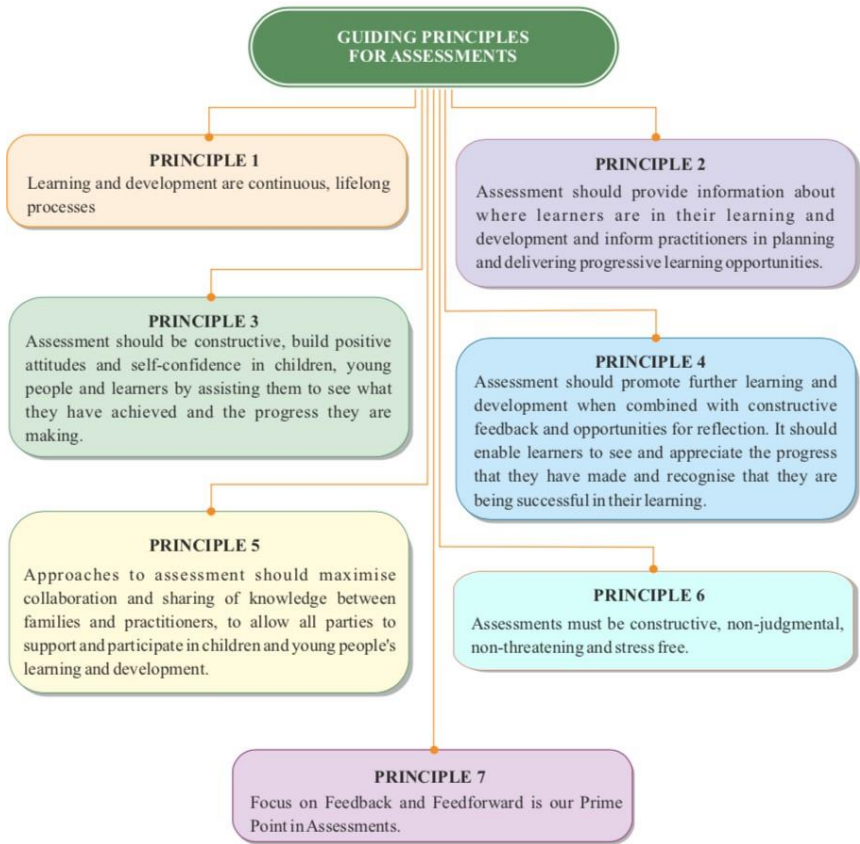 GUIDING PRINCIPLES
FOR ASSESSMENTS
PRINCIPLE 1
Learning and development are continuous, lifelong
processes
PRINCIPLE 2
Assessment should provide information about
where learners are in their learning and
development and inform practitioners in planning
and delivering progressive learning opportunities.
PRINCIPLE 3
Assessment should be constructive, build positive
attitudes and self-confidence in children, young
people and learners by assisting them to see what
they have achieved and the progress they are
making.
PRINCIPLE 4
Assessment should promote further learning and
development when combined with constructive
feedback and opportunities for reflection. It should
enable learners to see and appreciate the progress
that they have made and recognise that they are
being successful in their learning.
PRINCIPLE 5
Approaches to assessment should maximise
collaboration and sharing of knowledge between
families and practitioners, to allow all parties to
support and participate in children and young people's
learning and development.
PRINCIPLE 6
Assessments must be constructive, non-judgmental,
non-threatening and stress free.
PRINCIPLE 7
Focus on Feedback and Feedforward is our Prime
Point in Assessments.